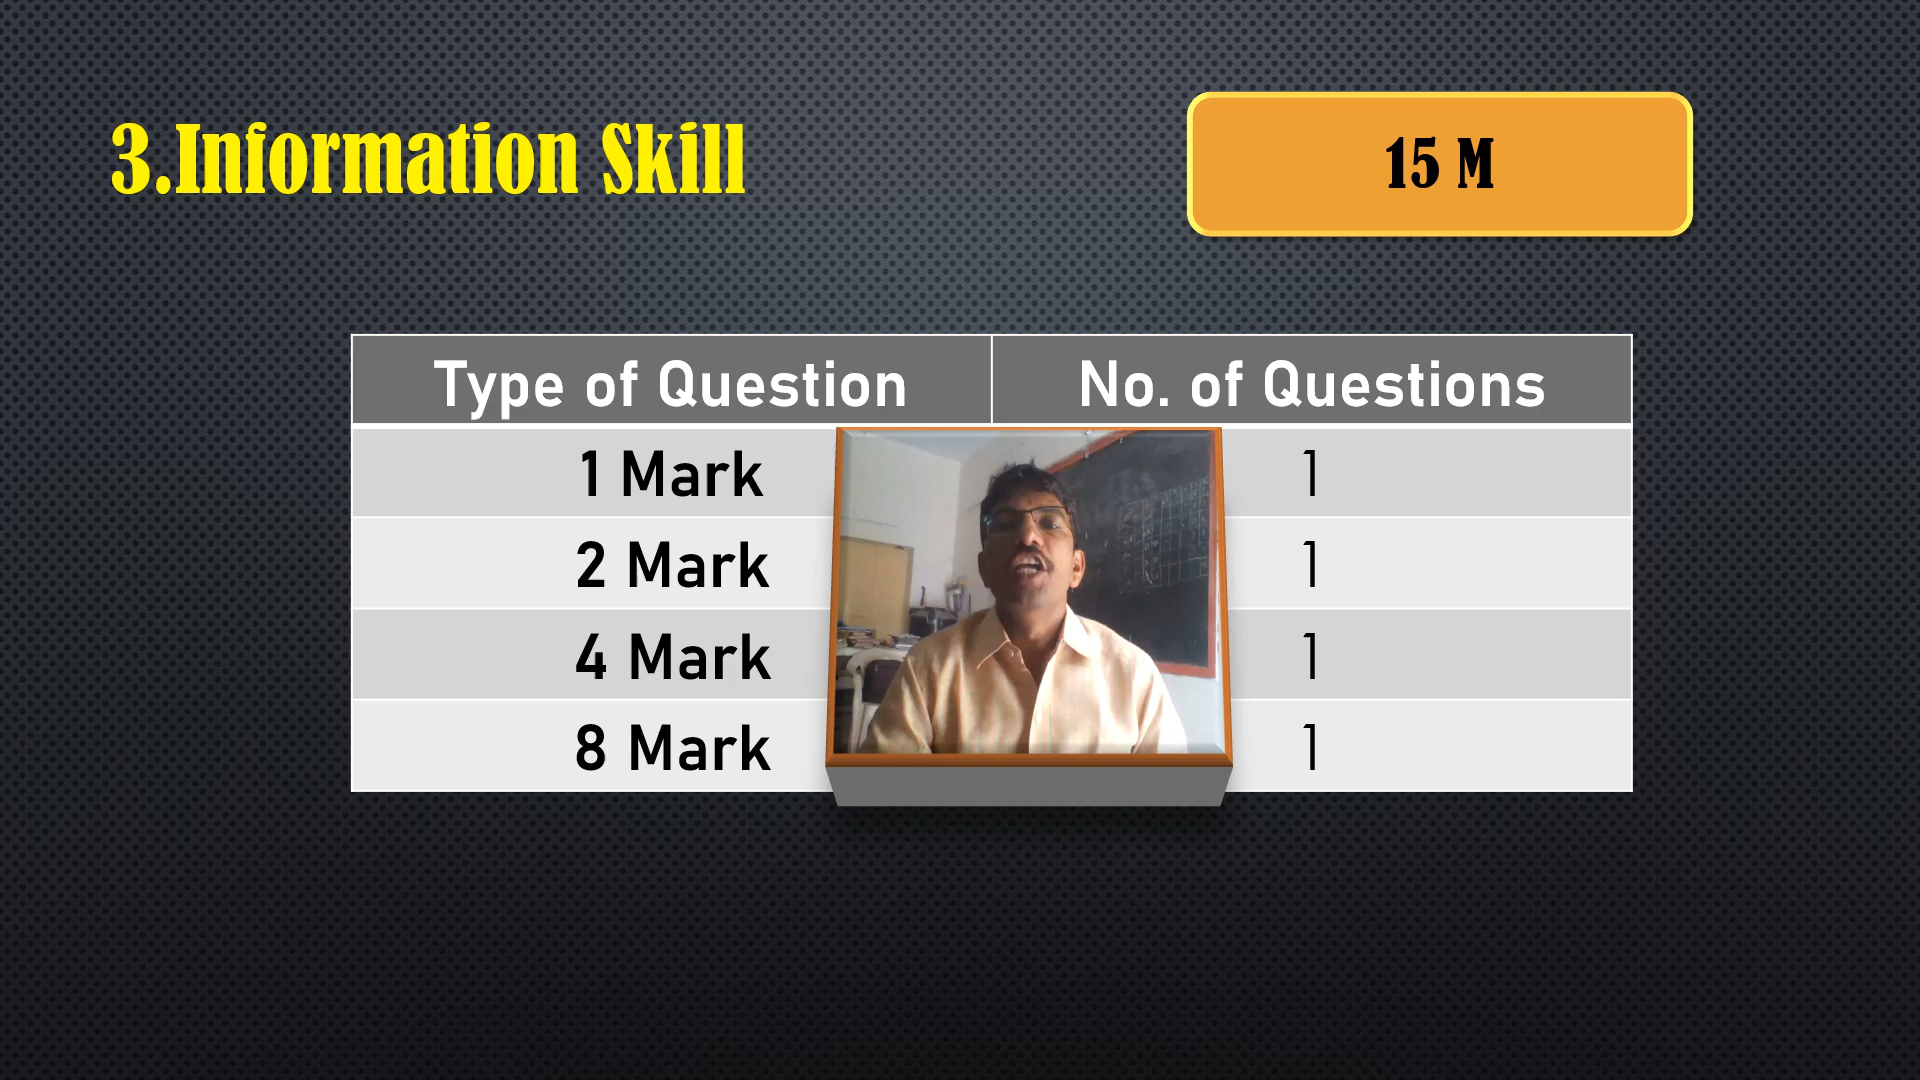 3.Information Skill
15 M
Type of Question No. of Questions
1 Mark 1
2 Mark 1
4 Mark 1
8 Mark 1